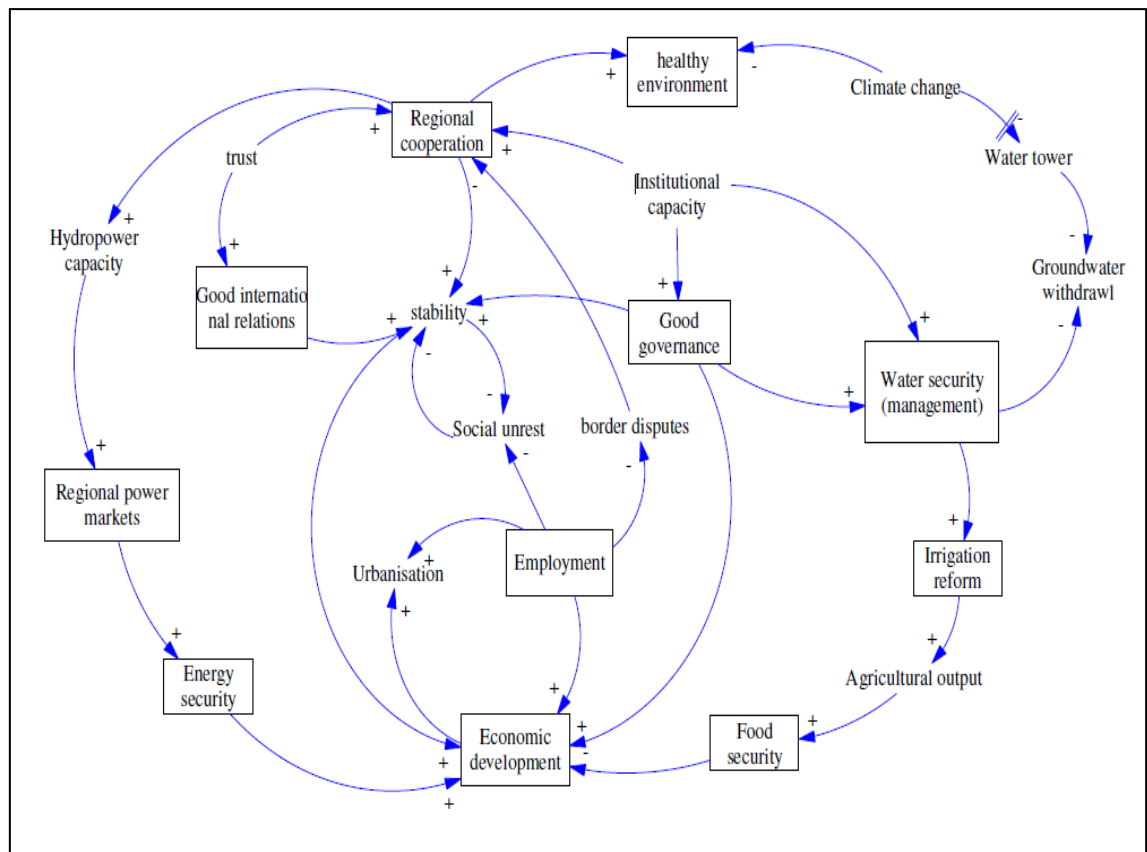 healthy
environment
+
-
Climate change
-
Water tower
-
Groundwater
withdrawl
-
Regional
cooperation
+
+
-
trust
+
Institutional
capacity
Hydropower
capacity
+
Good internatio
nal relations
+
stability
+
+
-
Good
governance
+
+
Water security
(management)
+
Social unrest
-
-
border disputes
-
Regional power
markets
+
Urbanisation
+
+
Employment
Irrigation
reform
+
Energy
security
+
Agricultural output
+
Economic
development
+
+
-
+
+
Food
security
+